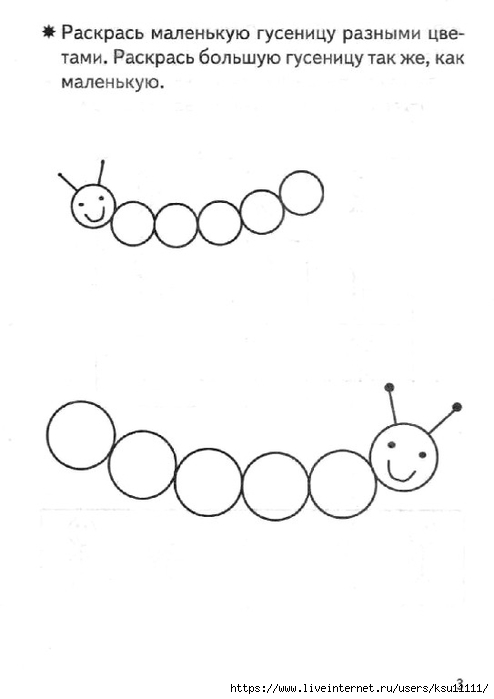 ✷ Раскрась маленькую гусеницу разными цве-
тами. Раскрась большую гусеницу так же, как
маленькую.
3
https://www.liveinternet.ru/users/ksu11111/